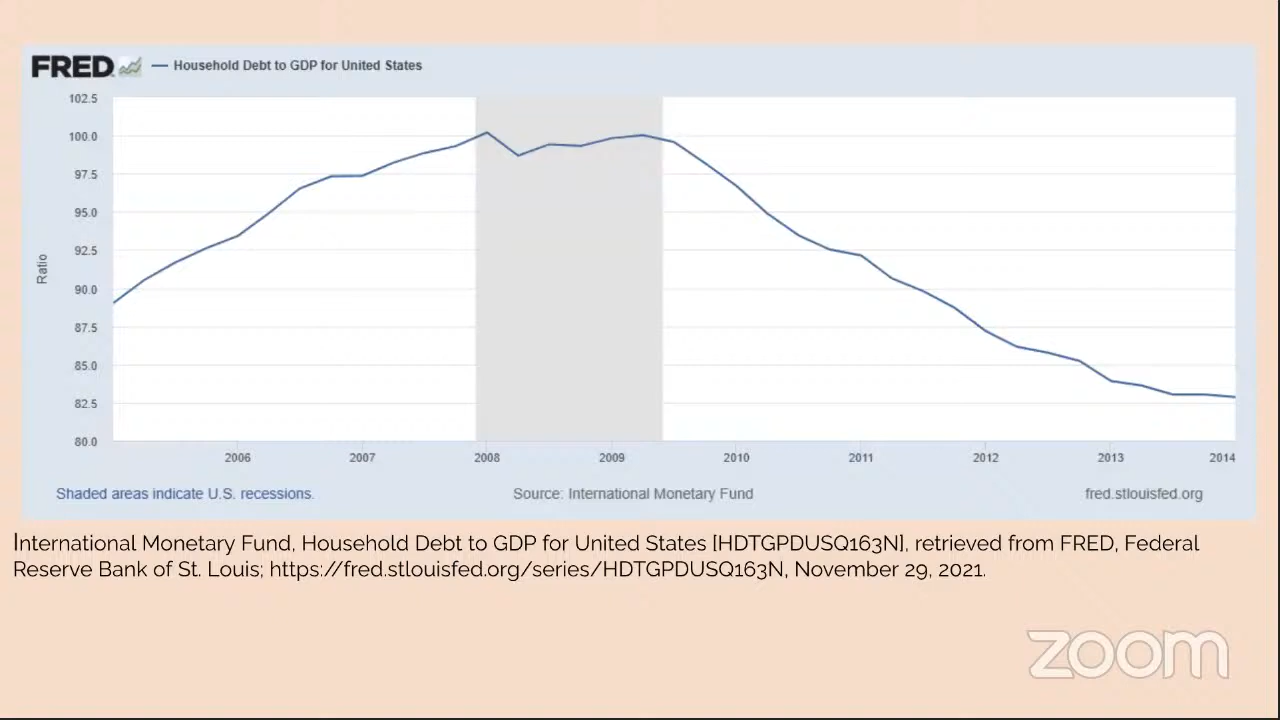 FRED Household Debt to GDP for United States
102.5
100.0
97.5
95.0
92.5
90.0
87.5
85.0
82.5
80.0
Ratio
2006 2007 2008 2009 2010 2011 2012 2013 2014
Shaded areas indicate U.S. recessions. Source: International Monetary Fund fred.stlouisfed.org
International Monetary Fund, Household Debt to GDP for United States [HDTGPDUSQ163N], retrieved from FRED, Federal
Reserve Bank of St. Louis; https://fred.stlouisfed.org/series/HDTGPDUSQ163N, November 29, 2021.
zoom